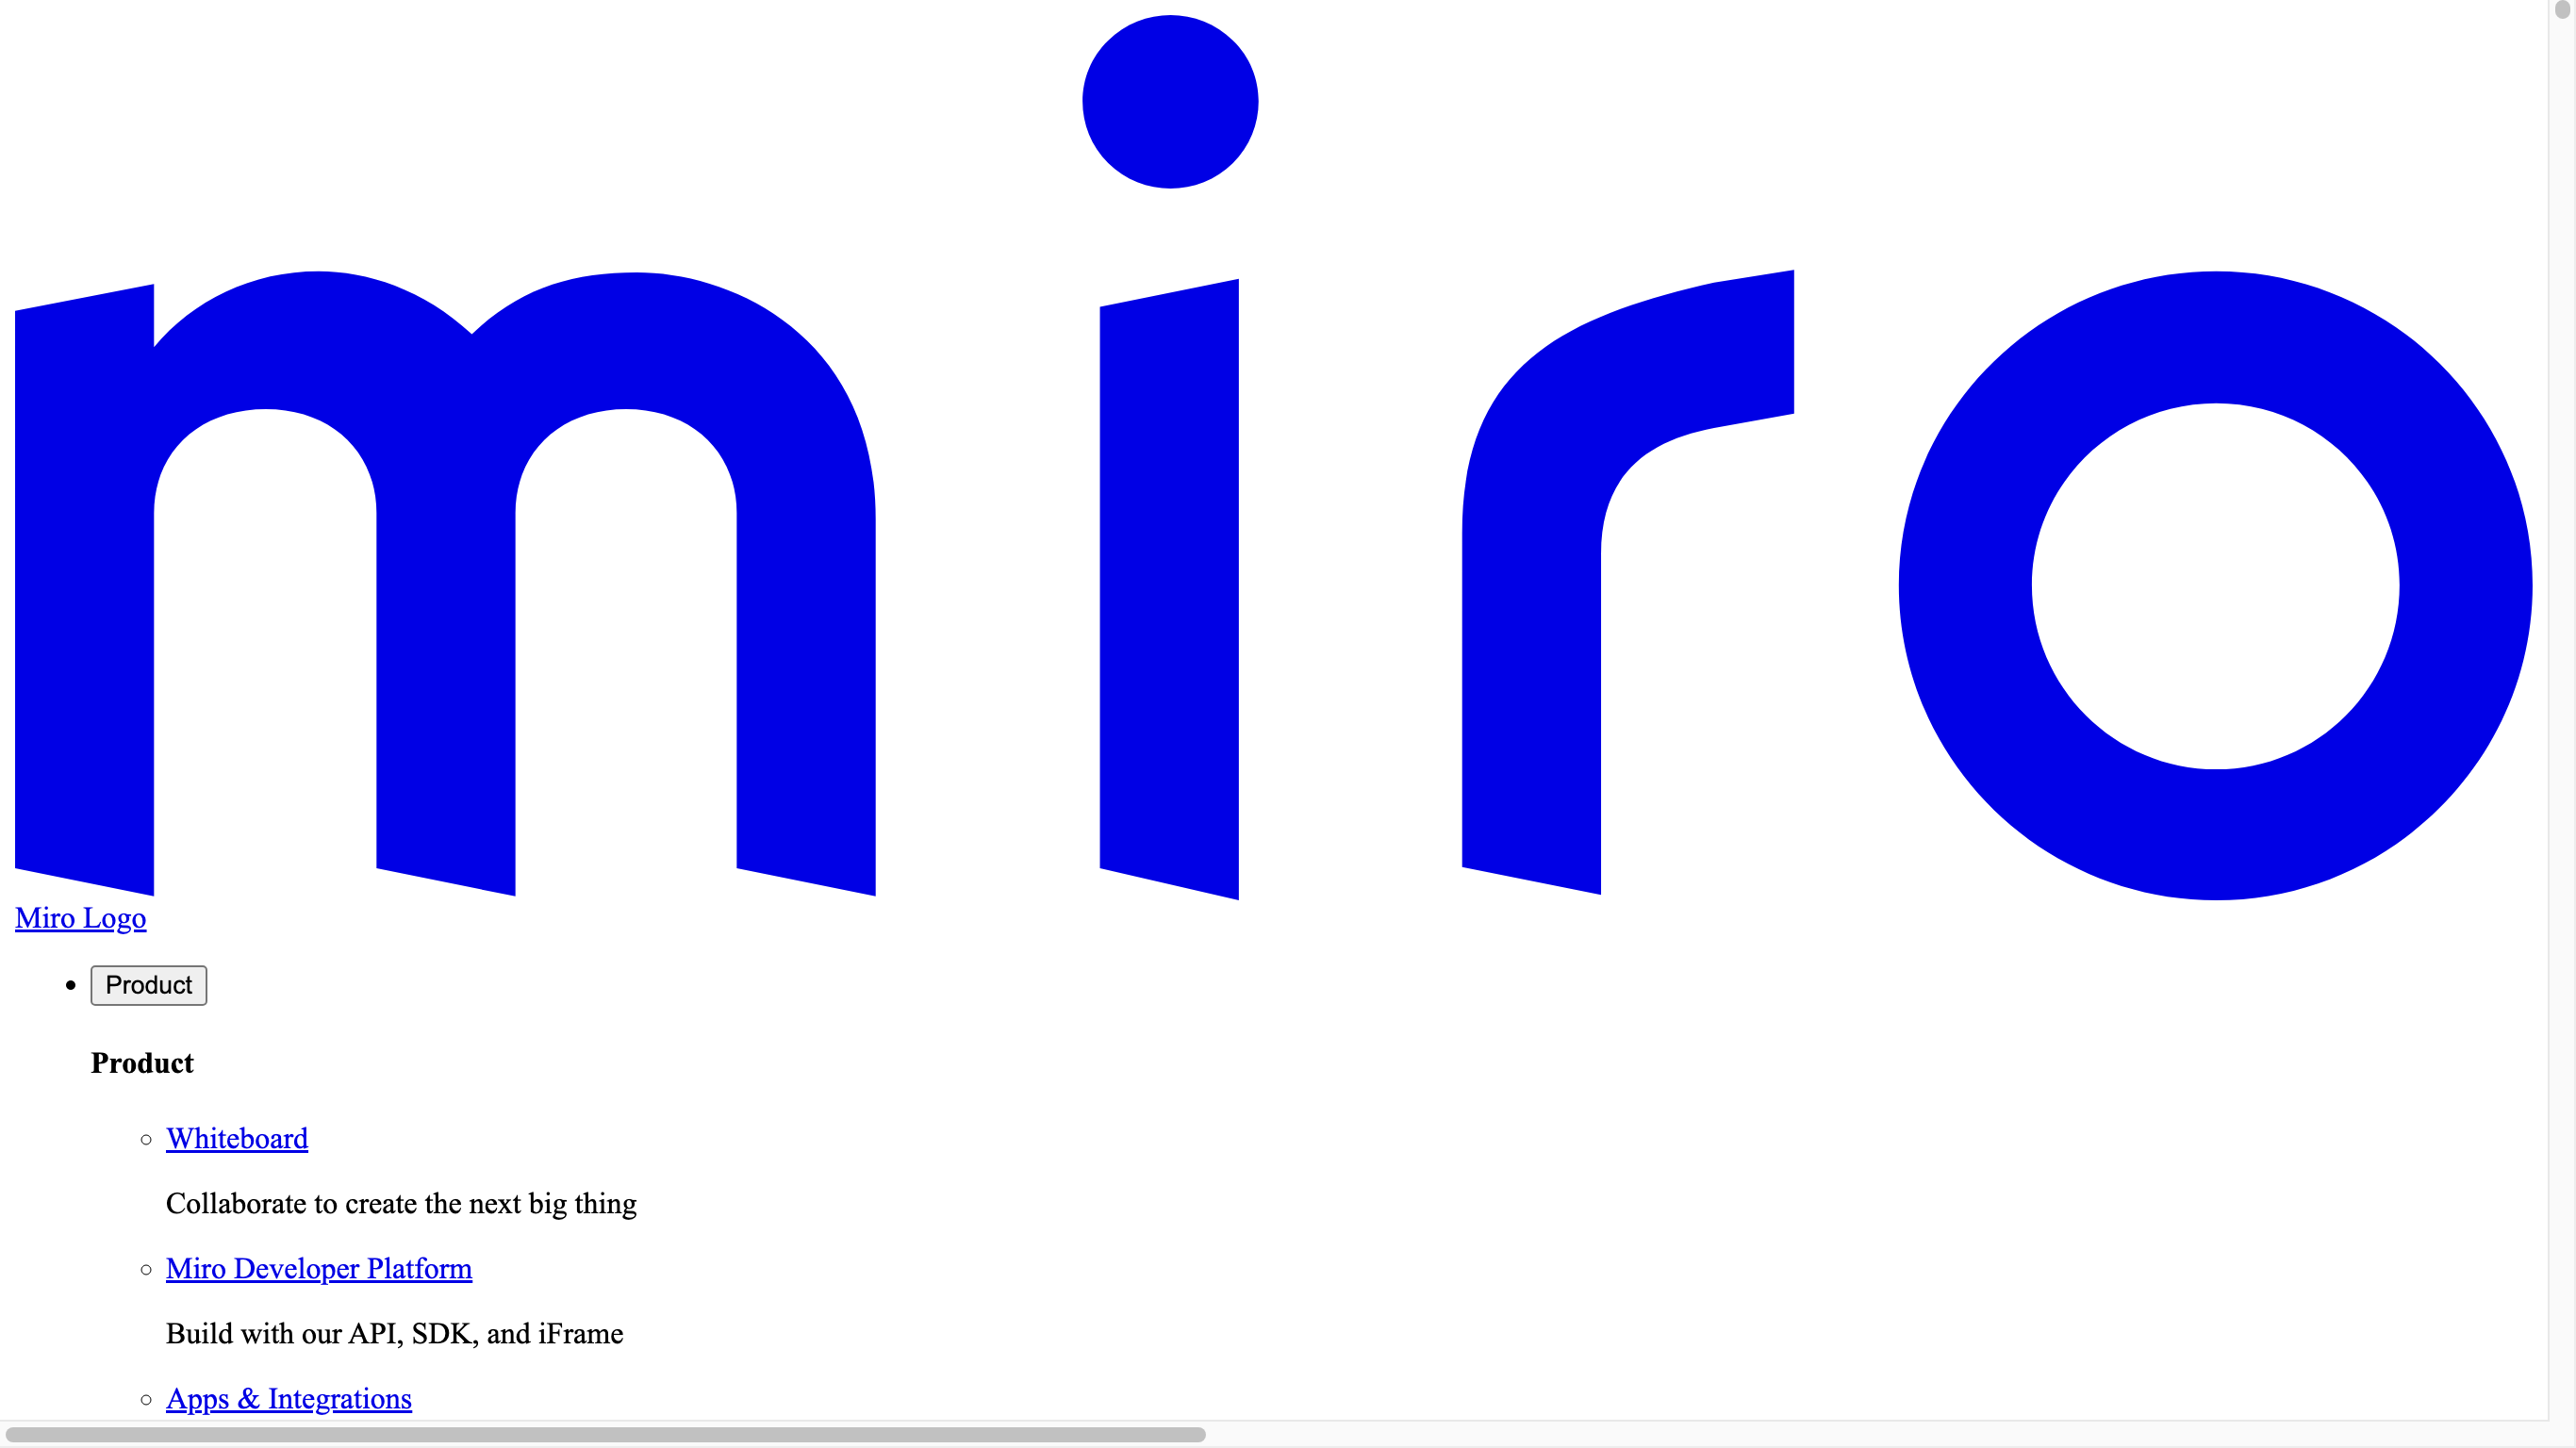 miro
Miro Logo
Product
Product
Whiteboard
Collaborate to create the next big thing
Miro Developer Platform
Build with our API, SDK, and iFrame
Apps & Integrations